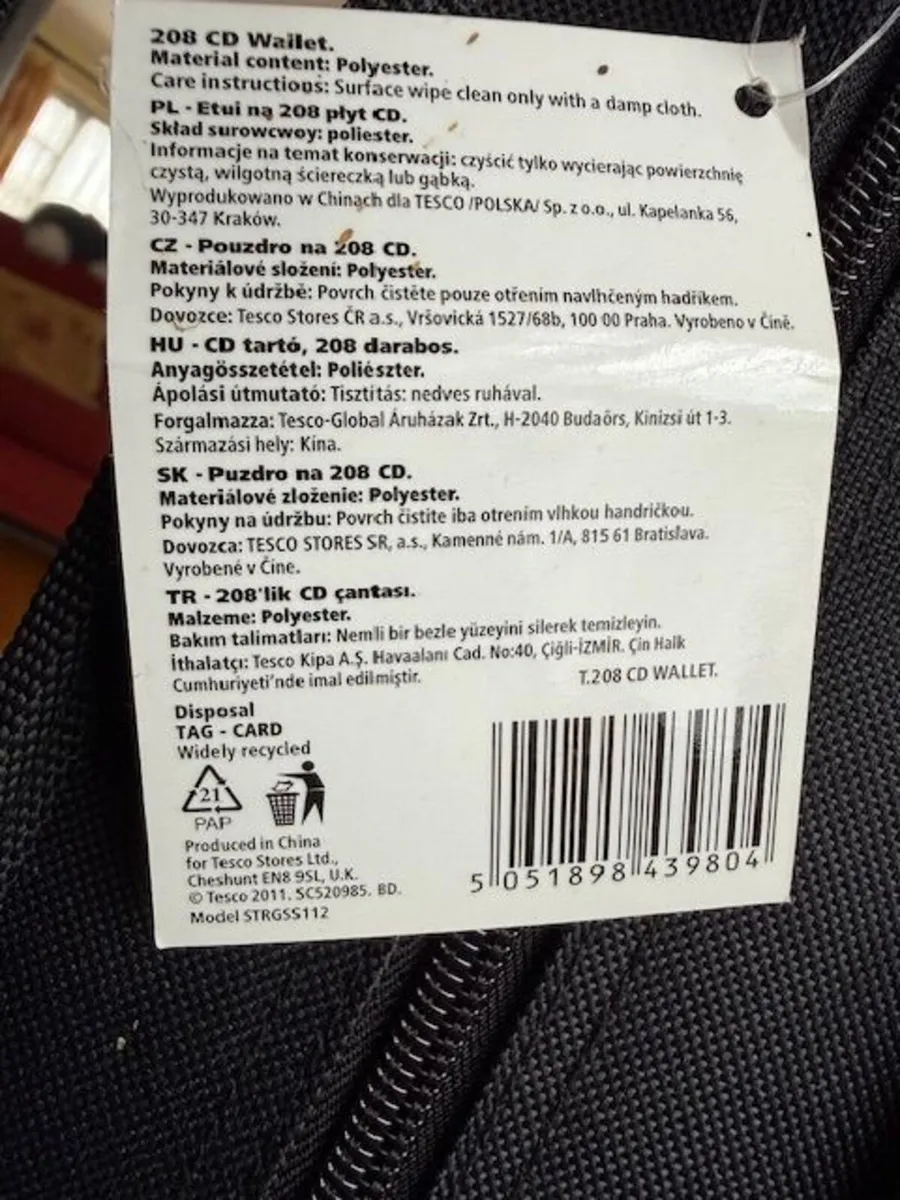 208 CD Wallet.
Material content: Polyester.
Care instructions: Surface wipe clean only with a damp cloth.
PL - Etui na 208 płyt CD.
Skład surowcwoy: poliester.
Informacje na temat konserwacji: czyścić tylko wycierając powierzchnię
czystą, wilgotną ściereczką lub gąbką.
Wyprodukowano w Chinach dla TESCO /POLSKA/ Sp. z o.o., ul. Kapelanka 56,
30-347 Kraków.
CZ - Pouzdro na 208 CD.
Materiálové složení: Polyester.
Pokyny k údržbě: Povrch čistěte pouze otřením navlhčeným hadříkem.
Dovozce: Tesco Stores ČR a.s., Vršovická 1527/68b, 100 00 Praha. Vyrobeno v Číně.
HU - CD tartó, 208 darabos.
Anyagösszetétel: Poliészter.
Ápolási útmutató: Tisztítás: nedves ruhával.
Forgalmazza: Tesco-Global Áruházak Zrt., H-2040 Budaörs, Kinizsi út 1-3.
Származási hely: Kína.
SK - Puzdro na 208 CD.
Materiálové zloženie: Polyester.
Pokyny na údržbu: Povrch čistite iba otrením vlhkou handričkou.
Dovozca: TESCO STORES SR, a.s., Kamenné nám. 1/A, 815 61 Bratislava.
Vyrobené v Číne.
TR - 208'lik CD çantası.
Malzeme: Polyester.
Bakım talimatları: Nemli bir bezle yüzeyini silerek temizleyin.
İthalatçı: Tesco Kipa A.Ş. Havaalanı Cad. No:40, Çiğli-İZMİR. Çin Halk
Cumhuriyeti'nde imal edilmiştir.
T.208 CD WALLET.
Disposal
TAG - CARD
Widely recycled
21
PAP
Produced in China
for Tesco Stores Ltd.,
Cheshunt EN8 9SL, U.K.
© Tesco 2011. SC520985. BD.
Model STRGSS112
5 051898 439804